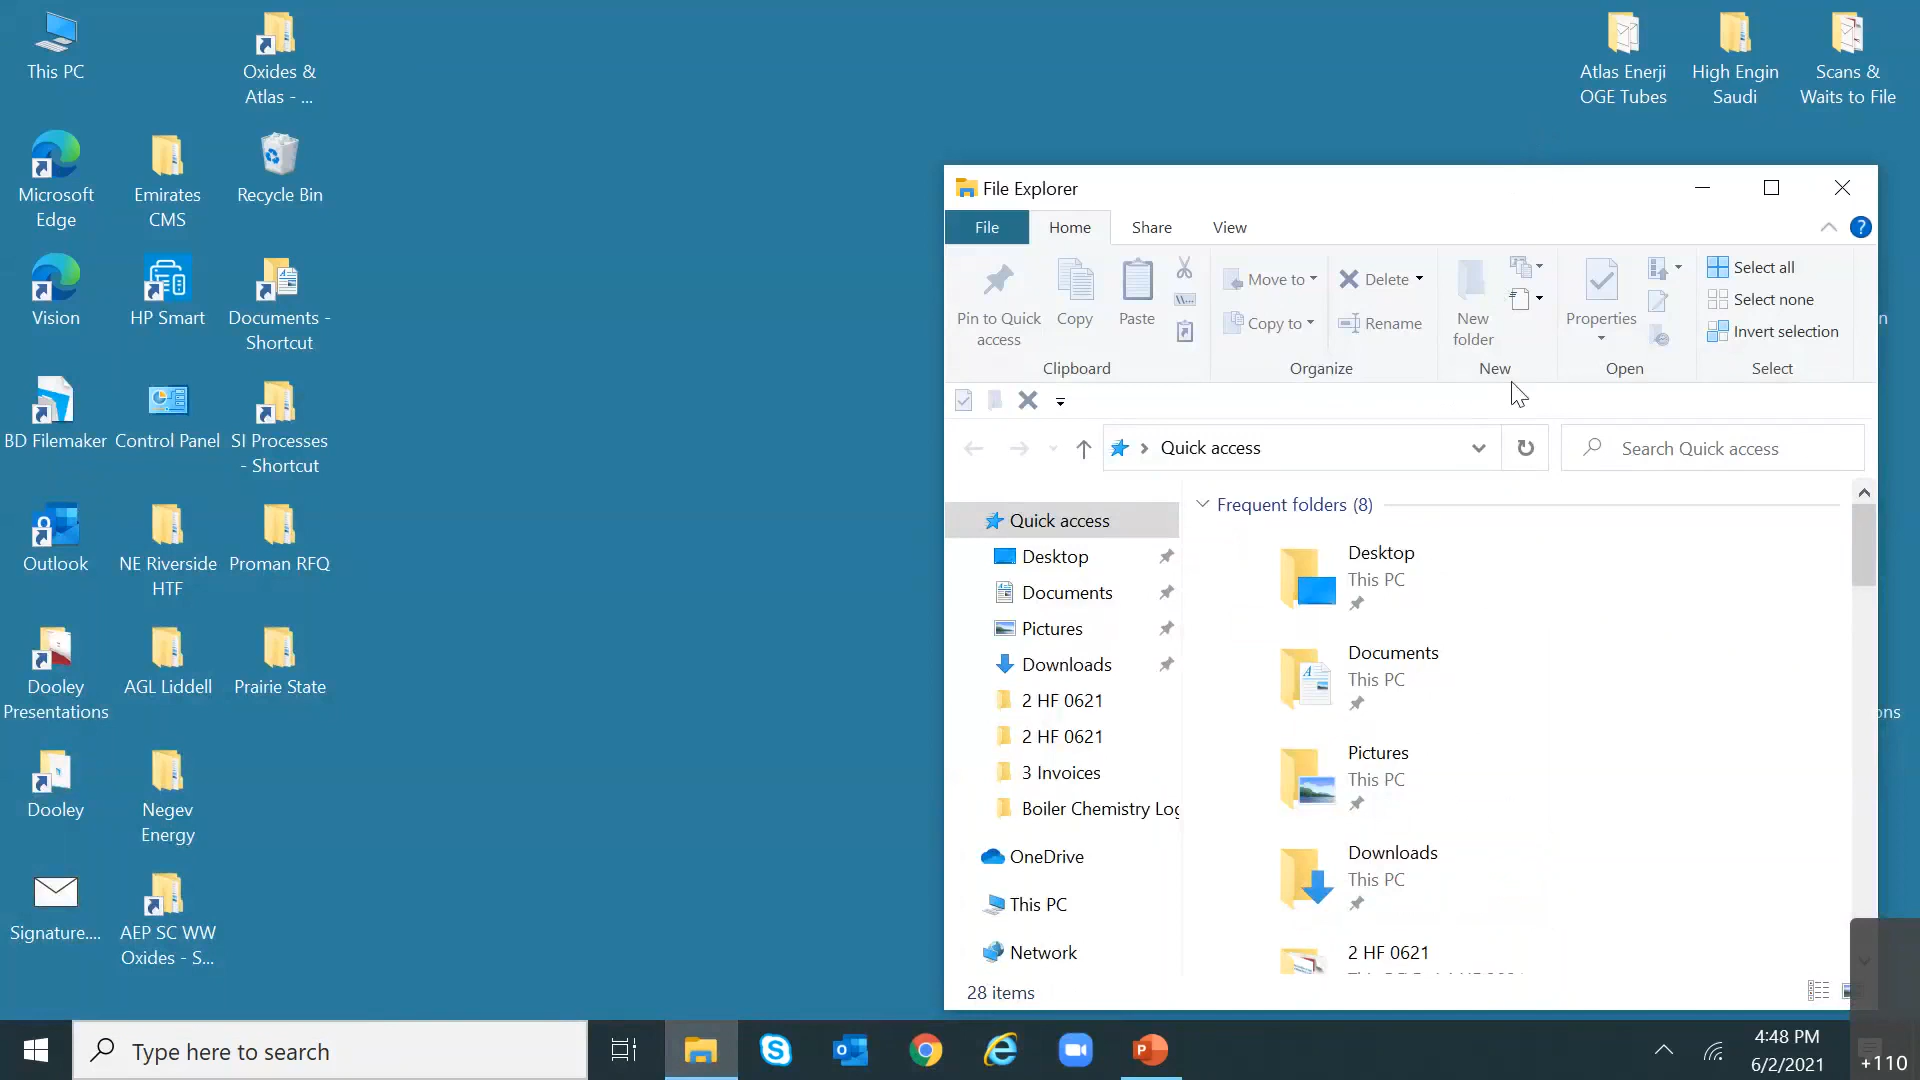 This PC
Oxides &
Atlas - ...
Microsoft
Edge
Emirates
CMS
Recycle Bin
Vision
HP Smart
Documents -
Shortcut
BD Filemaker
Control Panel
SI Processes
- Shortcut
Outlook
NE Riverside
HTF
Proman RFQ
Dooley
Presentations
AGL Liddell
Prairie State
Dooley
Negev
Energy
Signature....
AEP SC WW
Oxides - S...
Atlas Enerji
OGE Tubes
High Engin
Saudi
Scans &
Waits to File
File Explorer
File
Home
Share
View
?
Pin to Quick
access
Copy
Paste
Clipboard
Move to
Copy to
Delete
Rename
Organize
New
folder
New
Properties
Open
Select all
Select none
Invert selection
Select
Quick access
Search Quick access
Quick access
Desktop
Documents
Pictures
Downloads
2 HF 0621
2 HF 0621
3 Invoices
Boiler Chemistry Log
OneDrive
This PC
Network
Frequent folders (8)
Desktop
This PC
Documents
This PC
Pictures
This PC
Downloads
This PC
2 HF 0621
28 items
Type here to search
4:48 PM
6/2/2021
+110